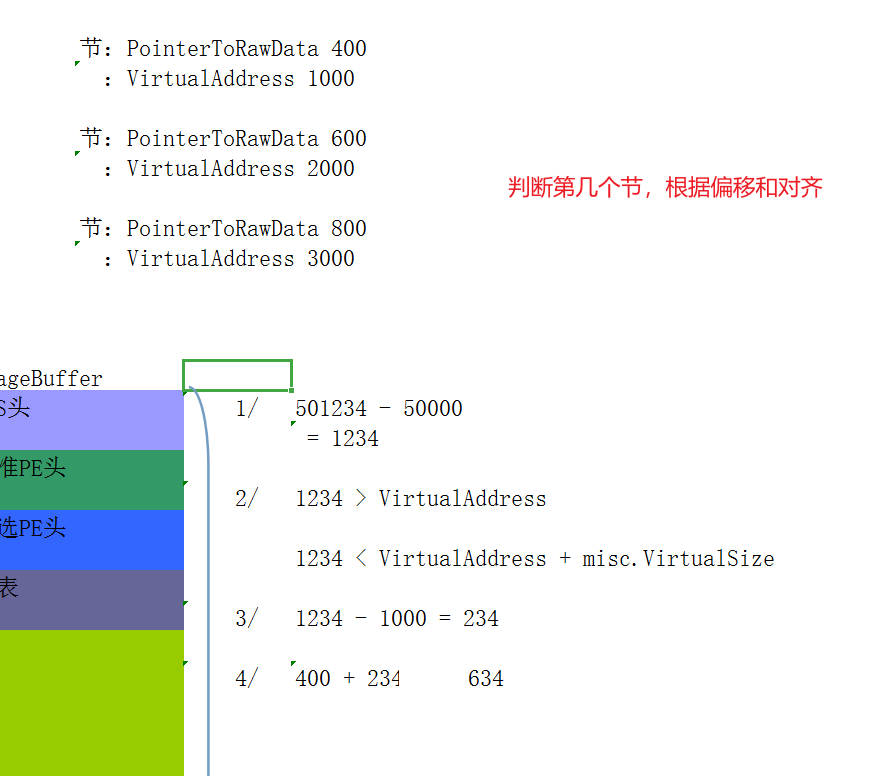 节: PointerToRawData 400
: VirtualAddress 1000
节: PointerToRawData 600
: VirtualAddress 2000
判断第几个节，根据偏移和对齐
节: PointerToRawData 800
: VirtualAddress 3000
ageBuffer
S头
1/ 501234 - 50000
= 1234
准PE头
2/ 1234 > VirtualAddress
选PE头
1234 < VirtualAddress + misc.VirtualSize
表
3/ 1234 - 1000 = 234
4/ 400 + 234 634